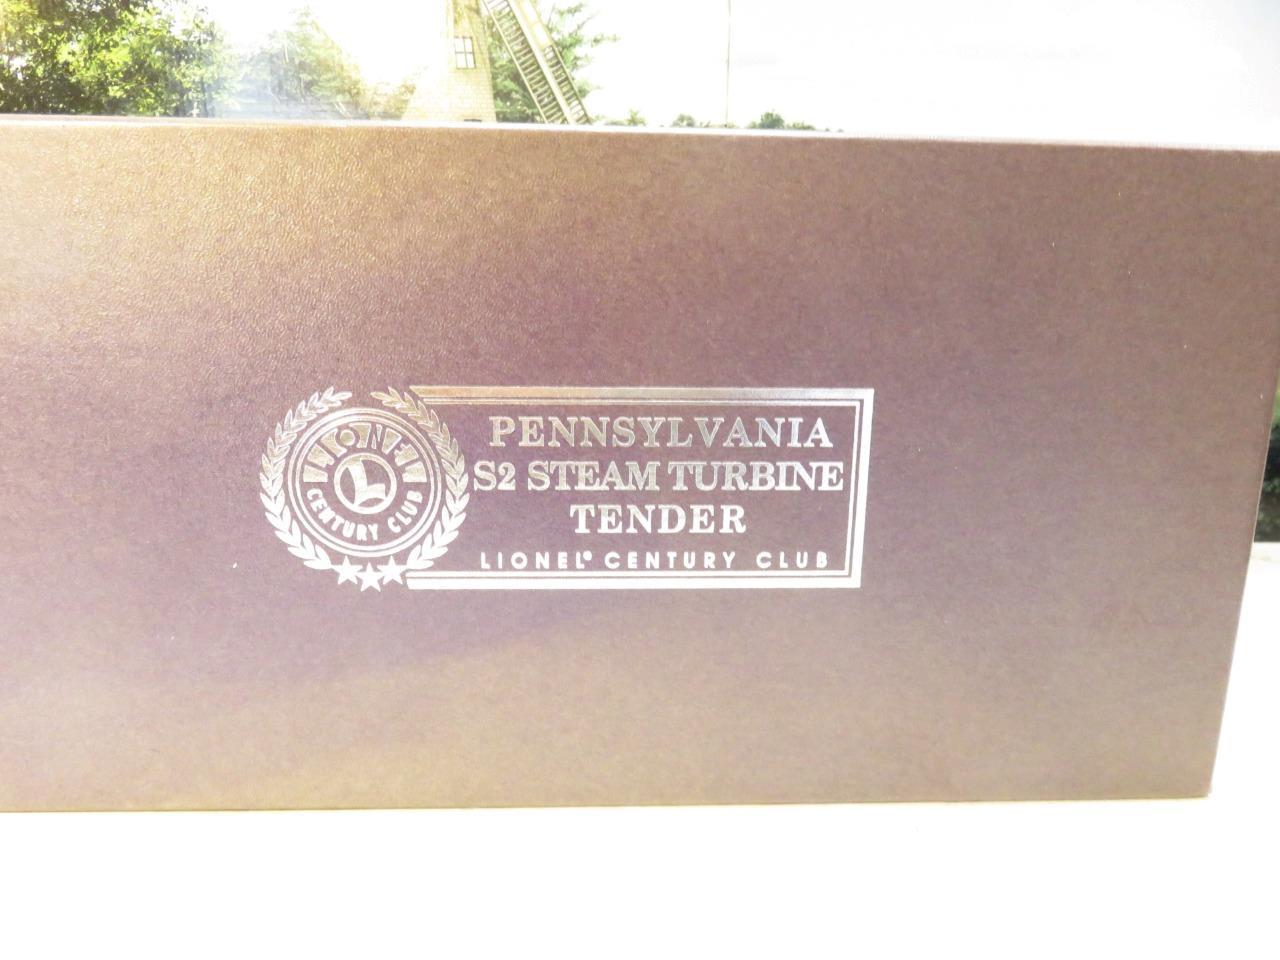 LIONEL
L
CENTURY CLUB
PENNSYLVANIA
S2 STEAM TURBINE
TENDER
LIONEL® CENTURY CLUB